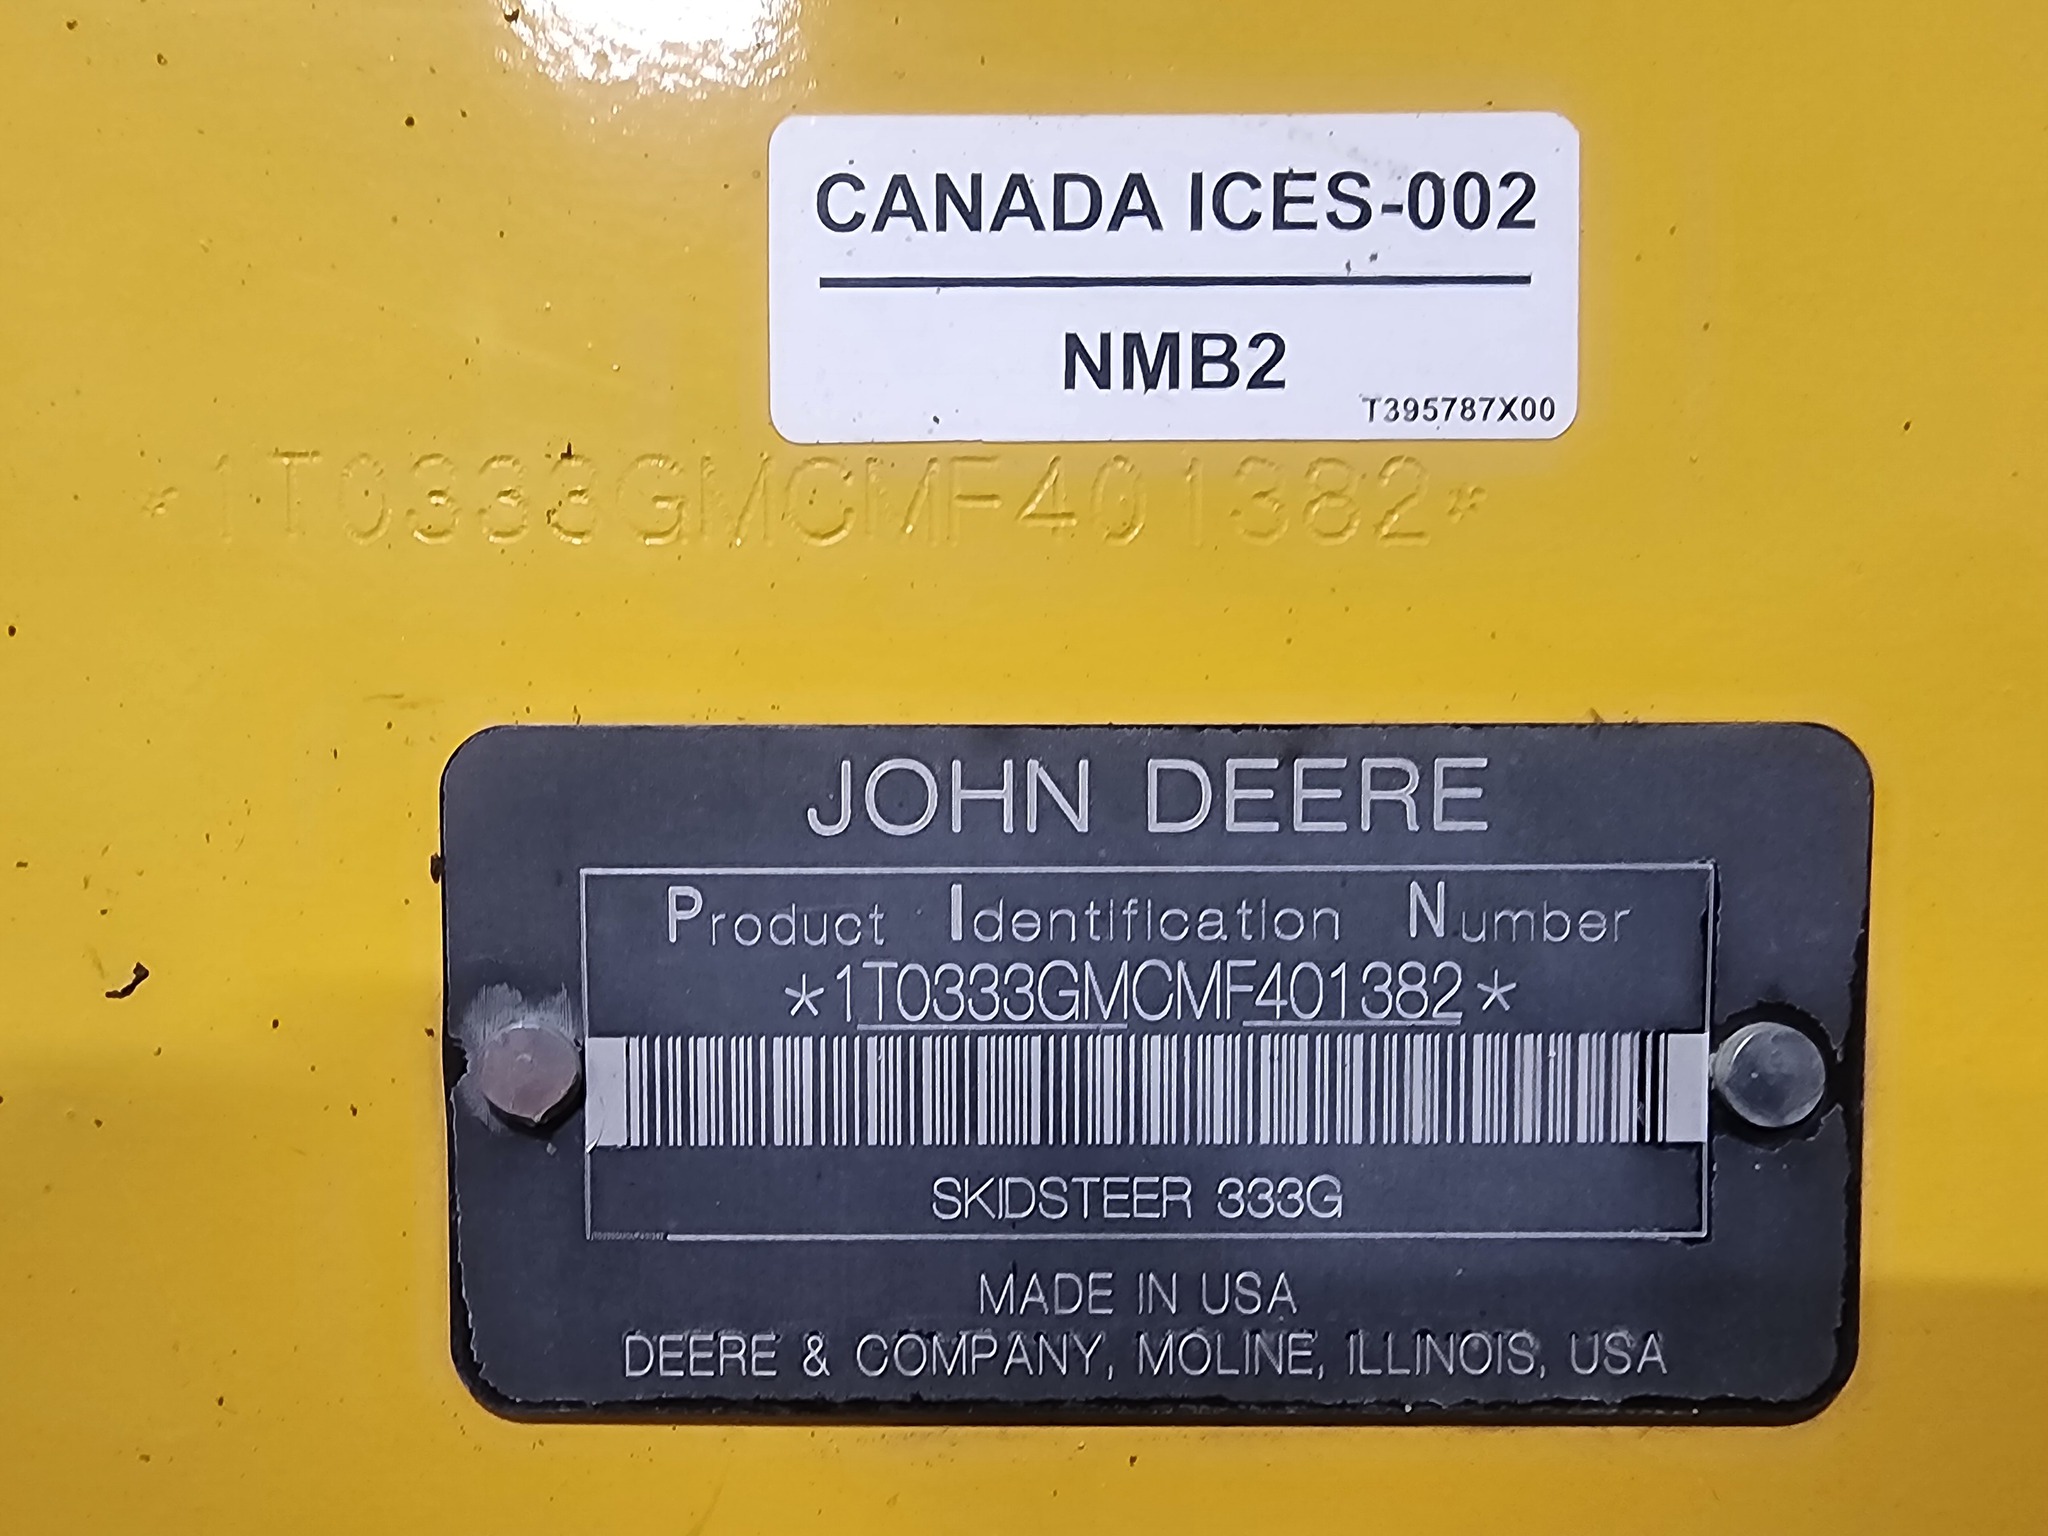 CANADA ICES-002
NMB2
T395787X00
*1T0333GMCMF401382*
JOHN DEERE
Product Identification Number
*1T0333GMCMF401382*
SKIDSTEER 333G
MADE IN USA
DEERE & COMPANY, MOLINE, ILLINOIS, USA